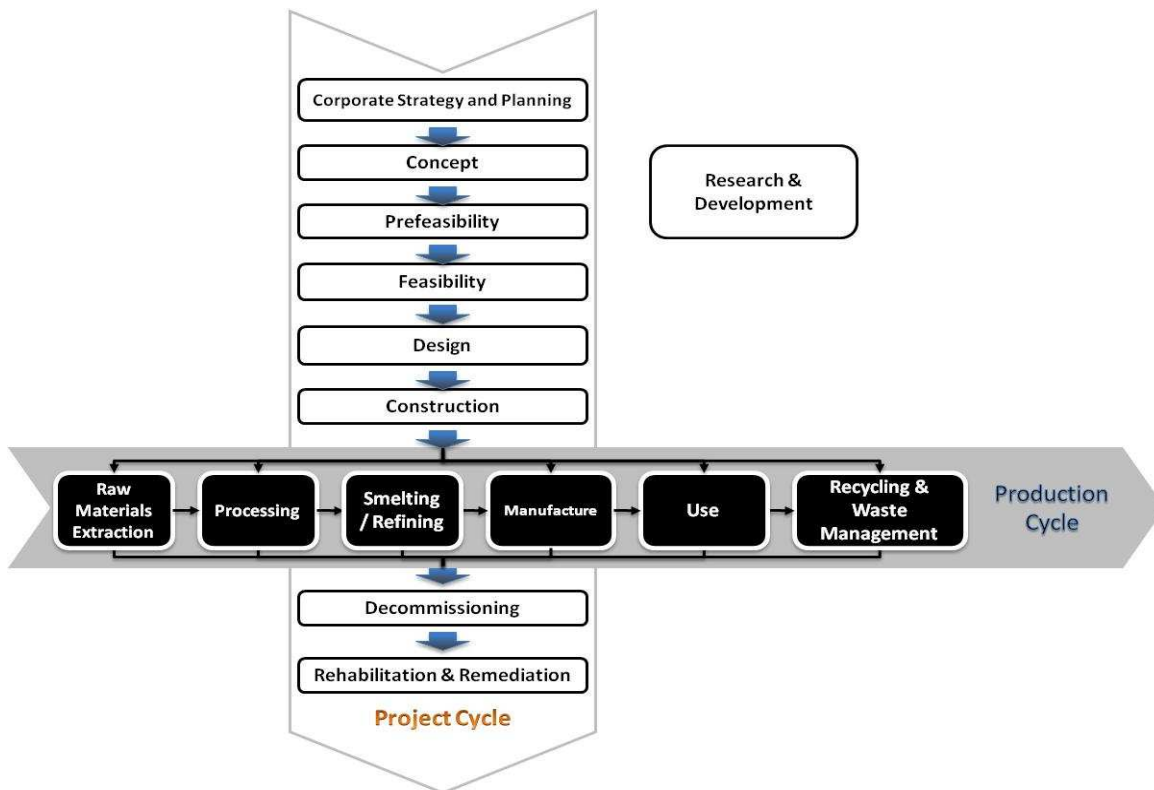 Corporate Strategy and Planning
Concept
Research &
Development
Prefeasibility
Feasibility
Design
Construction
Raw
Materials
Extraction
Processing
Smelting
/ Refining
Manufacture
Use
Recycling &
Waste
Management
Production
Cycle
Decommissioning
Rehabilitation & Remediation
Project Cycle